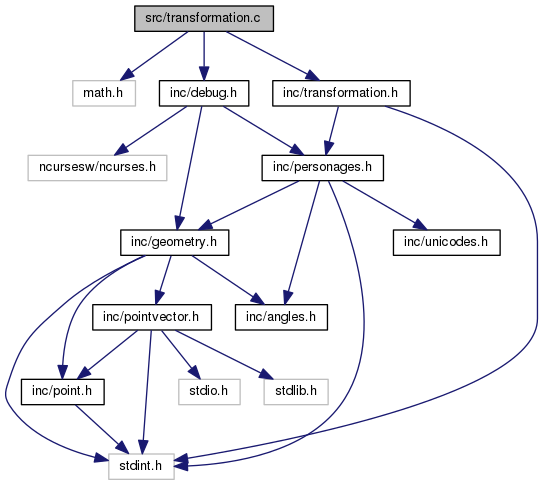 src/transformation.c
math.h
inc/debug.h
inc/transformation.h
ncursesw/ncurses.h
inc/personages.h
inc/geometry.h
inc/unicodes.h
inc/pointvector.h
inc/angles.h
inc/point.h
stdio.h
stdlib.h
stdint.h